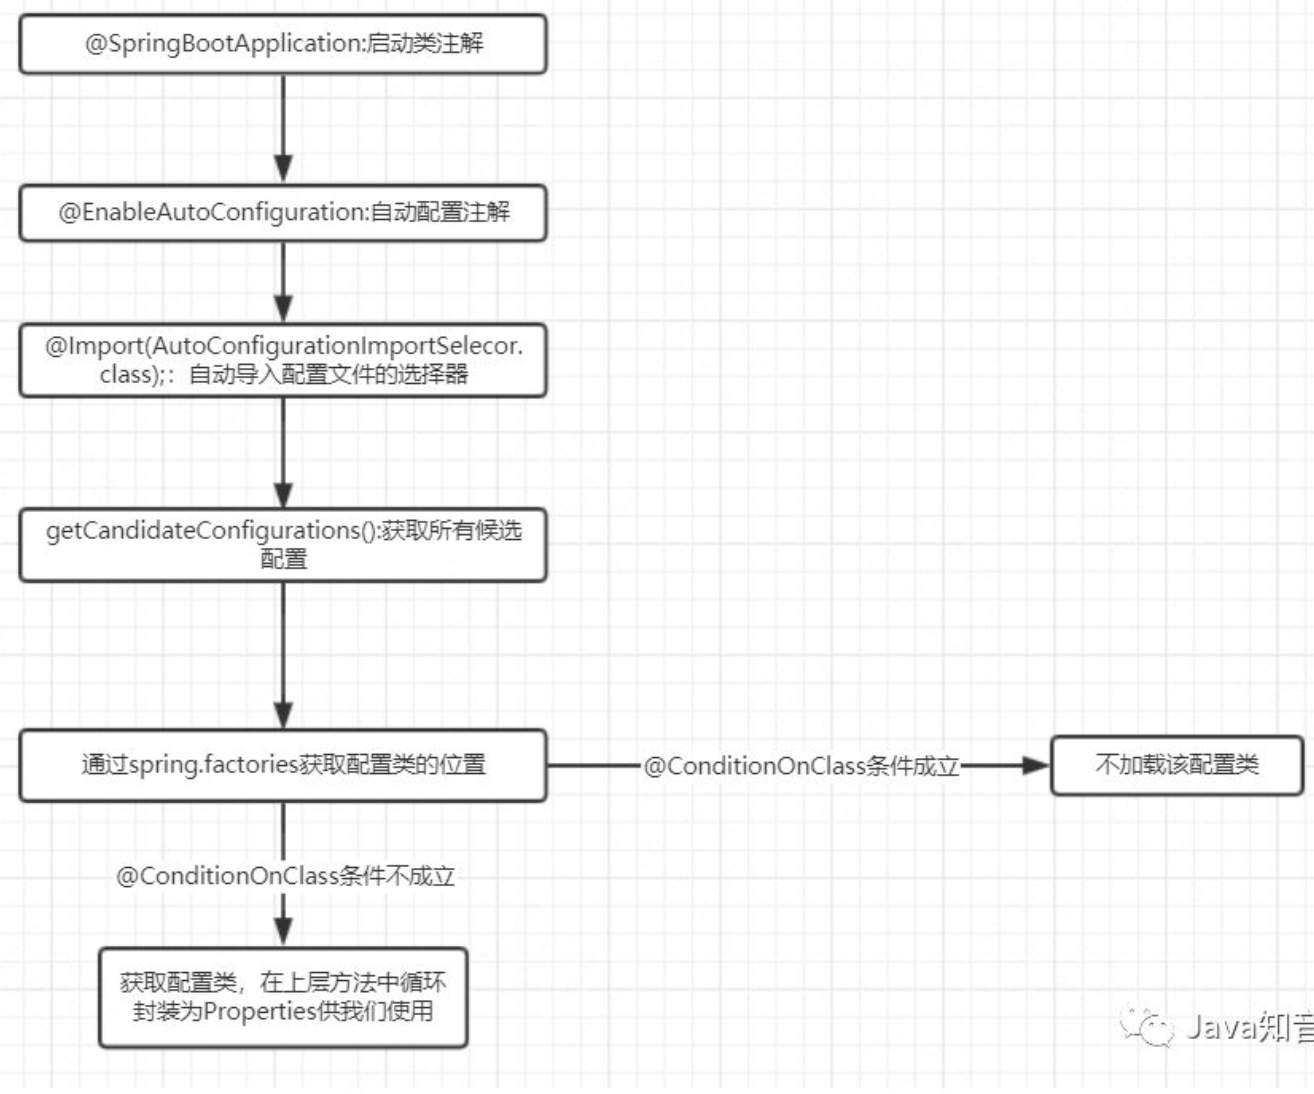 @SpringBootApplication:启动类注解
@EnableAutoConfiguration:自动配置注解
@Import(AutoConfigurationImportSelecor.
class);：自动导入配置文件的选择器
getCandidateConfigurations():获取所有候选
配置
通过spring.factories获取配置类的位置
@ConditionOnClass条件成立
不加载该配置类
@ConditionOnClass条件不成立
获取配置类，在上层方法中循环
封装为Properties供我们使用
Java知音